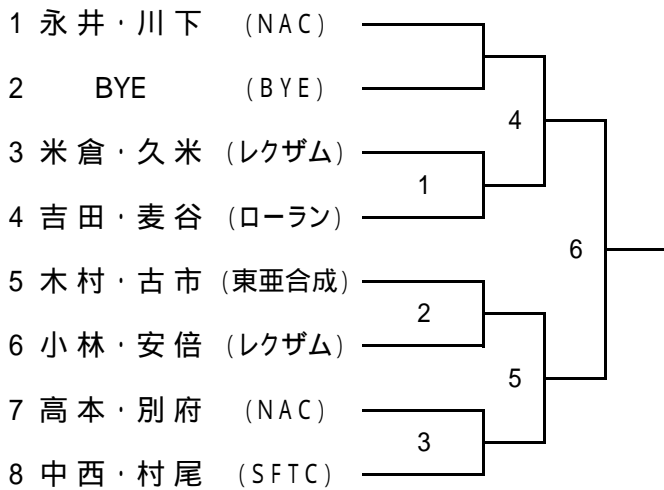 1 永井・川下 (NAC)
2 BYE (BYE)
4
3 米倉・久米 (レクザム)
1
4 吉田・麦谷 (ローラン)
6
5 木村・古市 (東亜合成)
2
6 小林・安倍 (レクザム)
5
7 高本・別府 (NAC)
3
8 中西・村尾 (SFTC)